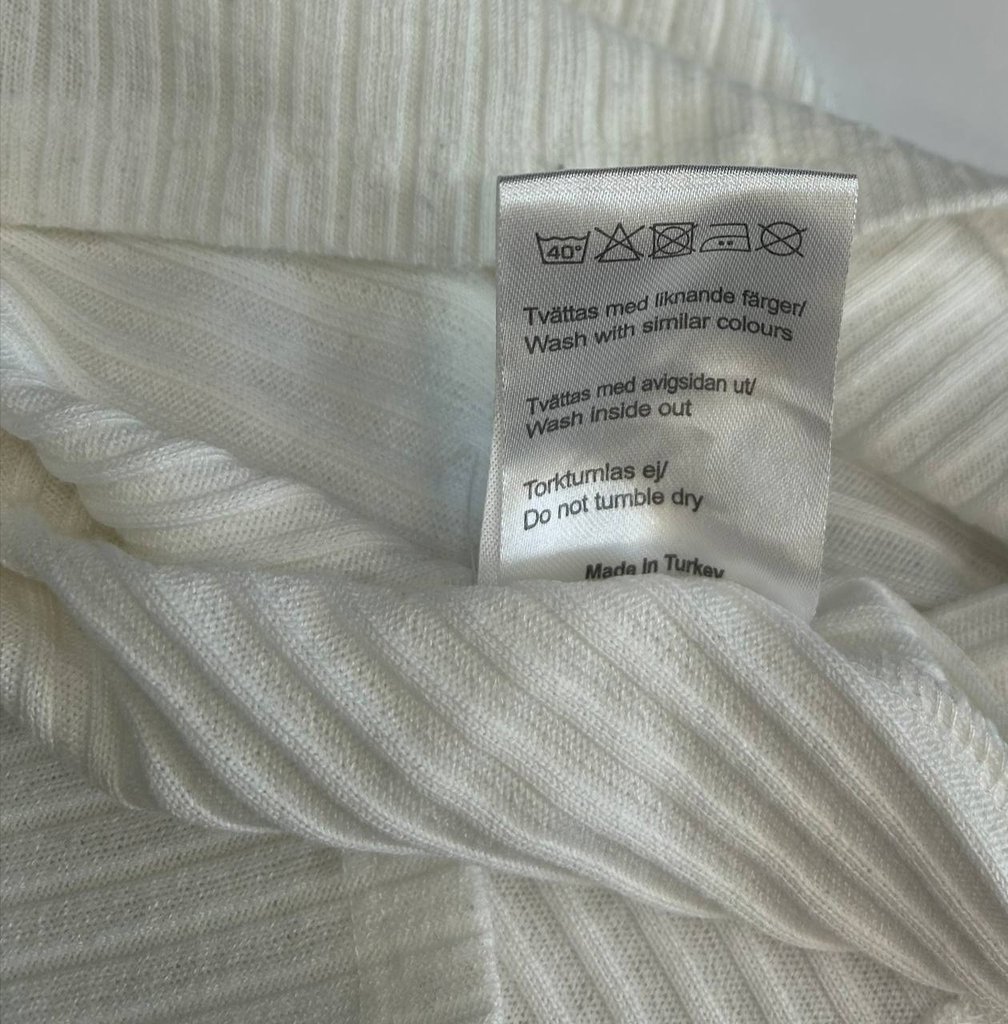 40°
Tvättas med liknande färger/
Wash with similar colours
Tvättas med avigsidan ut/
Wash inside out
Torktumlas ej/
Do not tumble dry
Made in Turkey